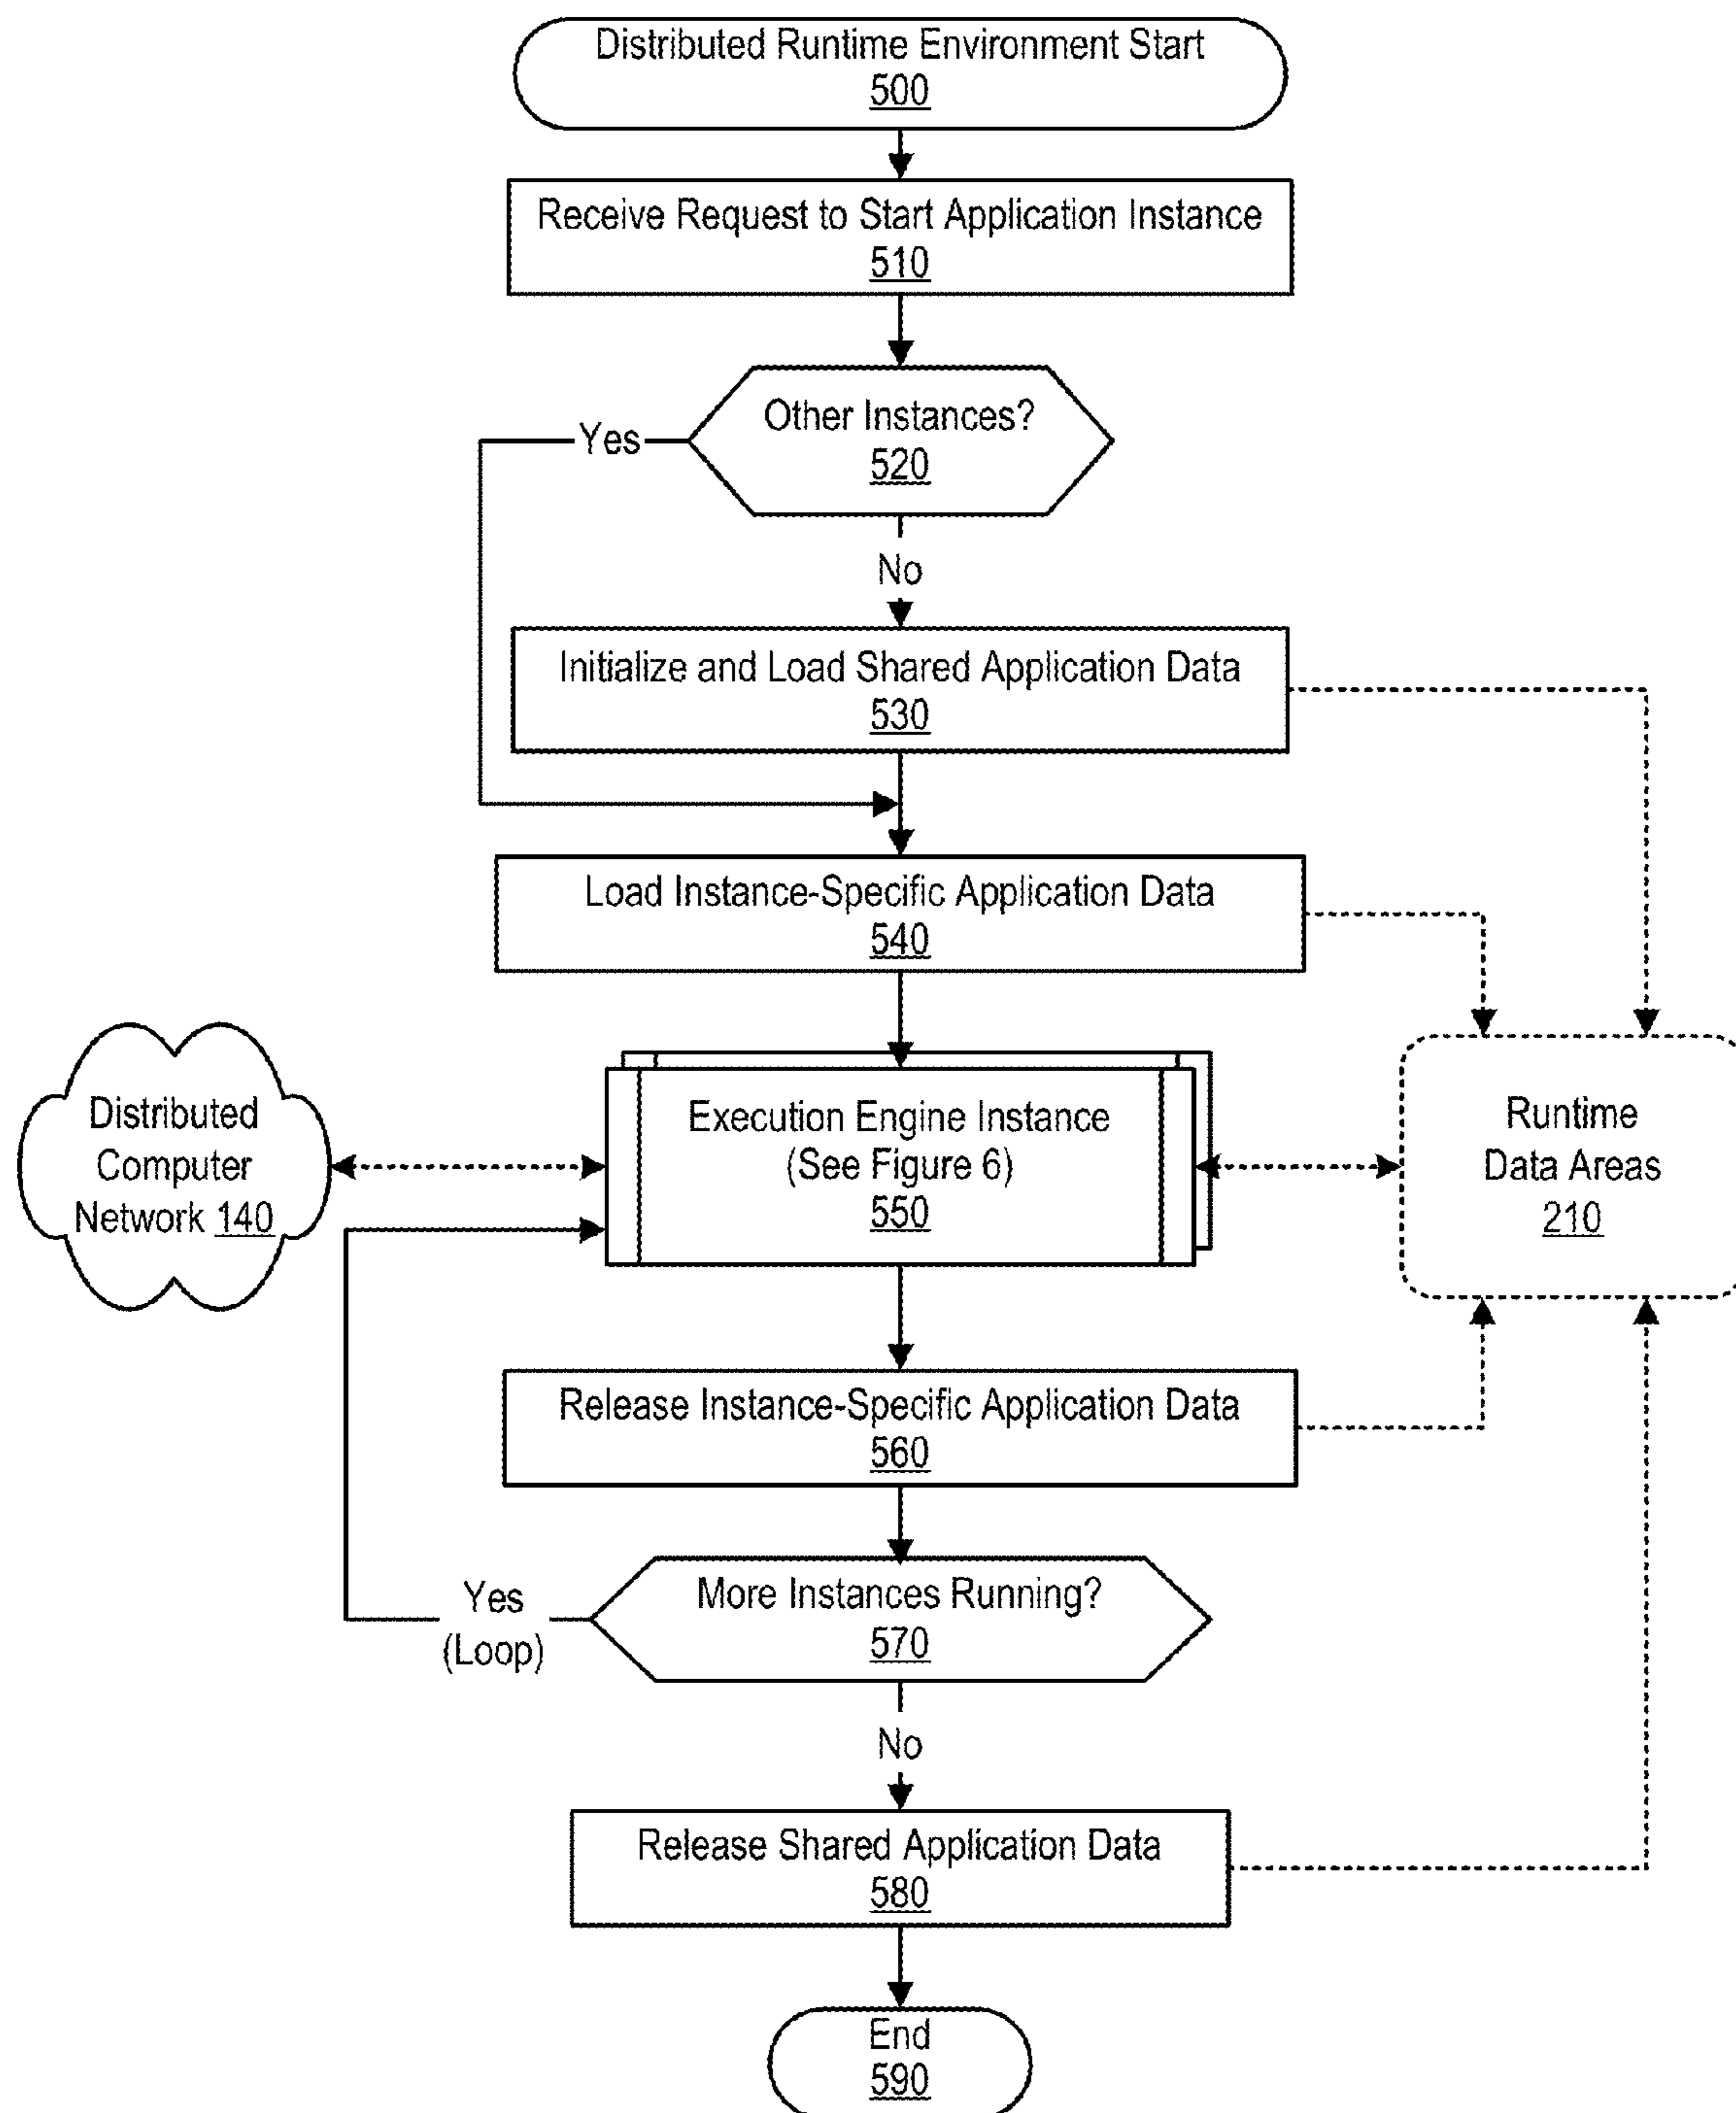 Distributed Runtime Environment Start
500
Receive Request to Start Application Instance
510
Other Instances?
520
Yes
No
Initialize and Load Shared Application Data
530
Load Instance-Specific Application Data
540
Distributed
Computer
Network 140
Execution Engine Instance
(See Figure 6)
550
Runtime
Data Areas
210
Release Instance-Specific Application Data
560
More Instances Running?
570
Yes
(Loop)
No
Release Shared Application Data
580
End
590